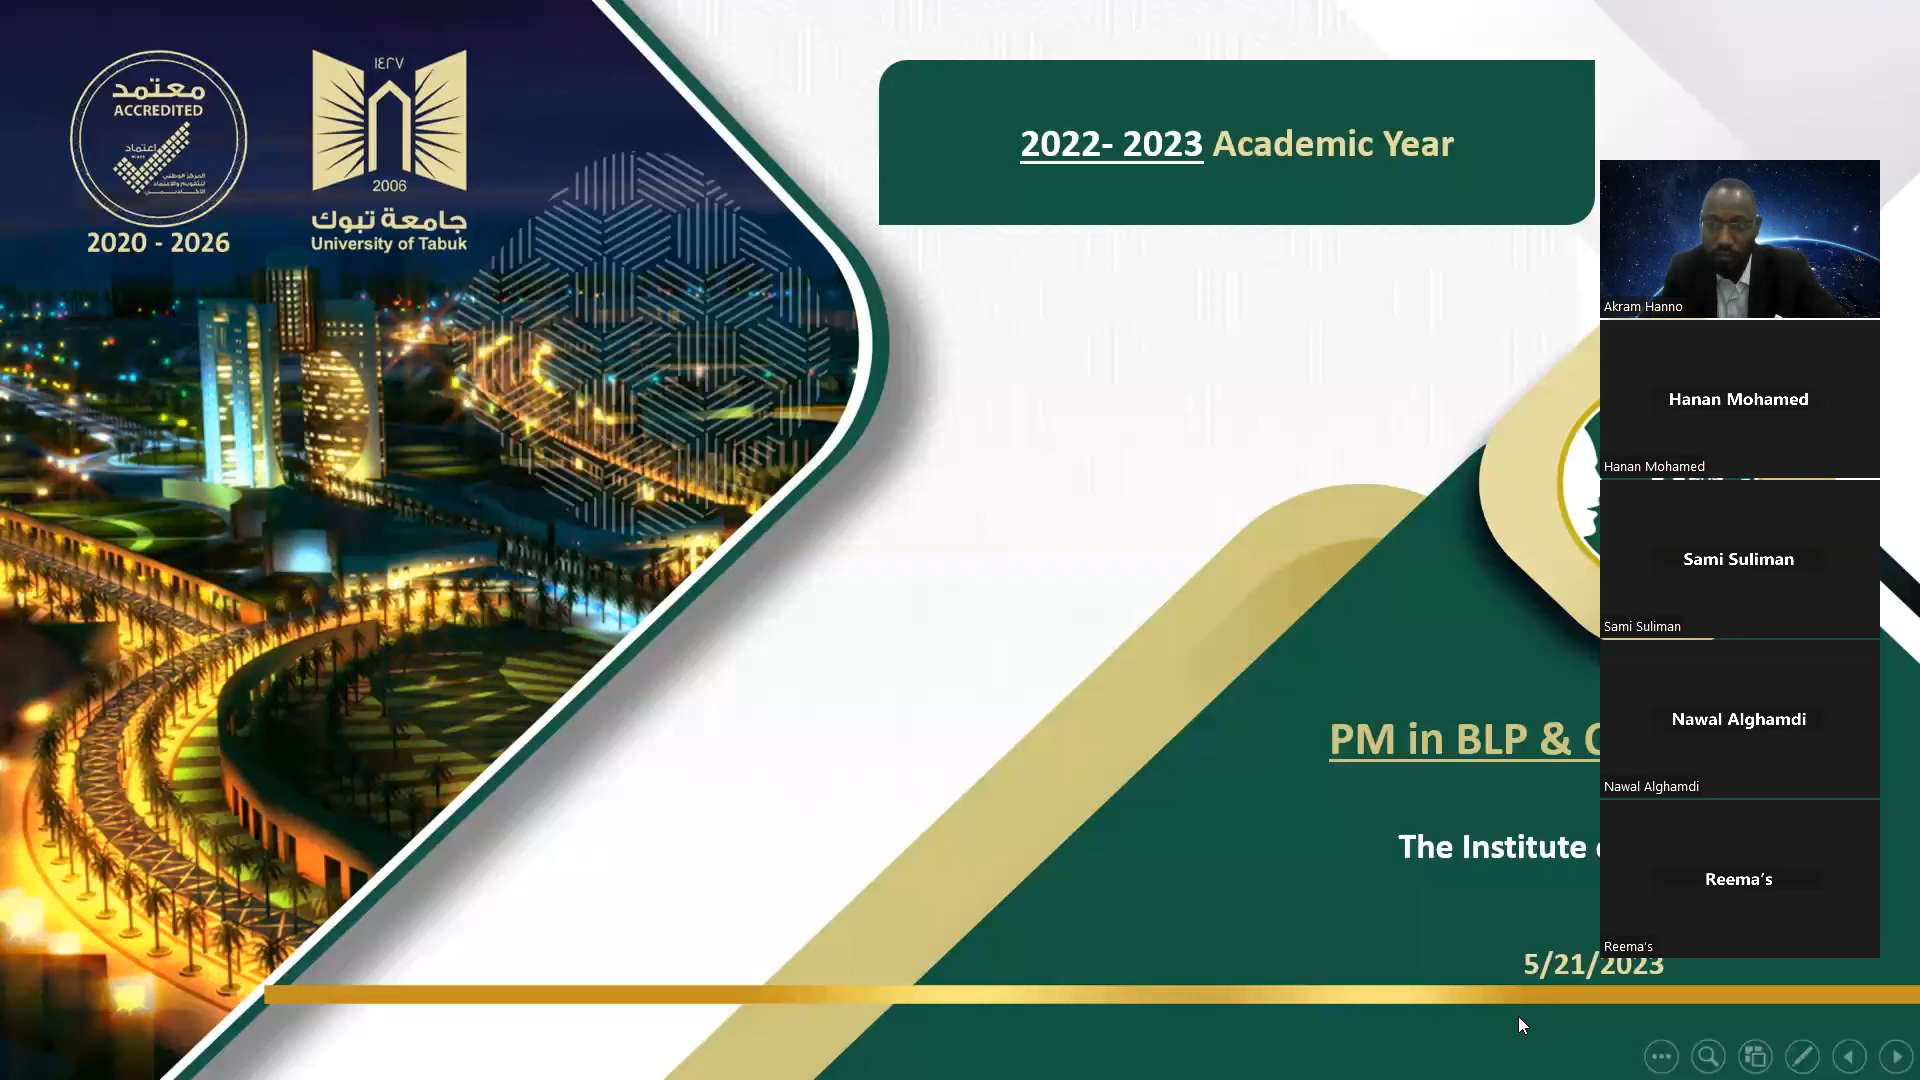 معتمد
ACCREDITED
اعتماد
2020 - 2026
١٤٢٧
2006
جامعة تبوك
University of Tabuk
2022- 2023 Academic Year
Akram Hanno
Hanan Mohamed
Hanan Mohamed
Sami Suliman
Sami Suliman
Nawal Alghamdi
Nawal Alghamdi
Reema's
Reema's
PM in BLP &
The Institute
5/21/2023